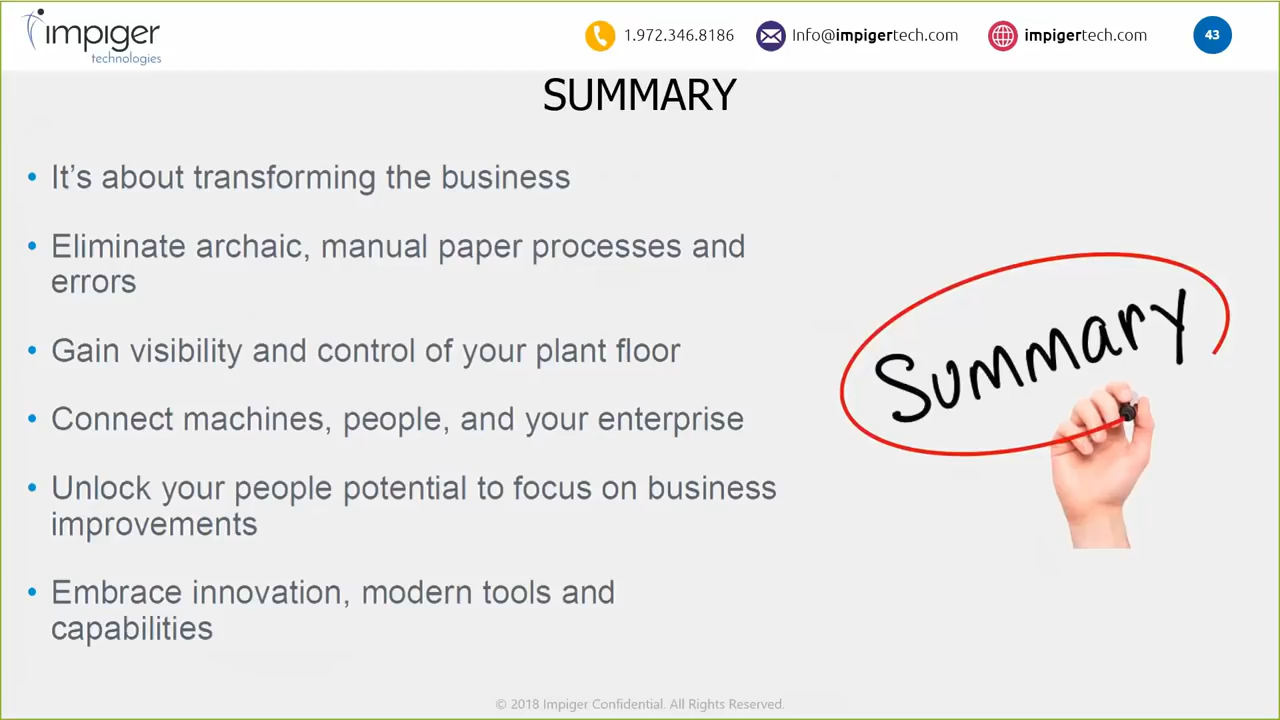 impiger
technologies
1.972.346.8186
Info@impigertech.com
impigertech.com
43
SUMMARY
• It's about transforming the business
• Eliminate archaic, manual paper processes and
errors
• Gain visibility and control of your plant floor
• Connect machines, people, and your enterprise
• Unlock your people potential to focus on business
improvements
• Embrace innovation, modern tools and
capabilities
Summary
© 2018 Impiger Confidential. All Rights Reserved.